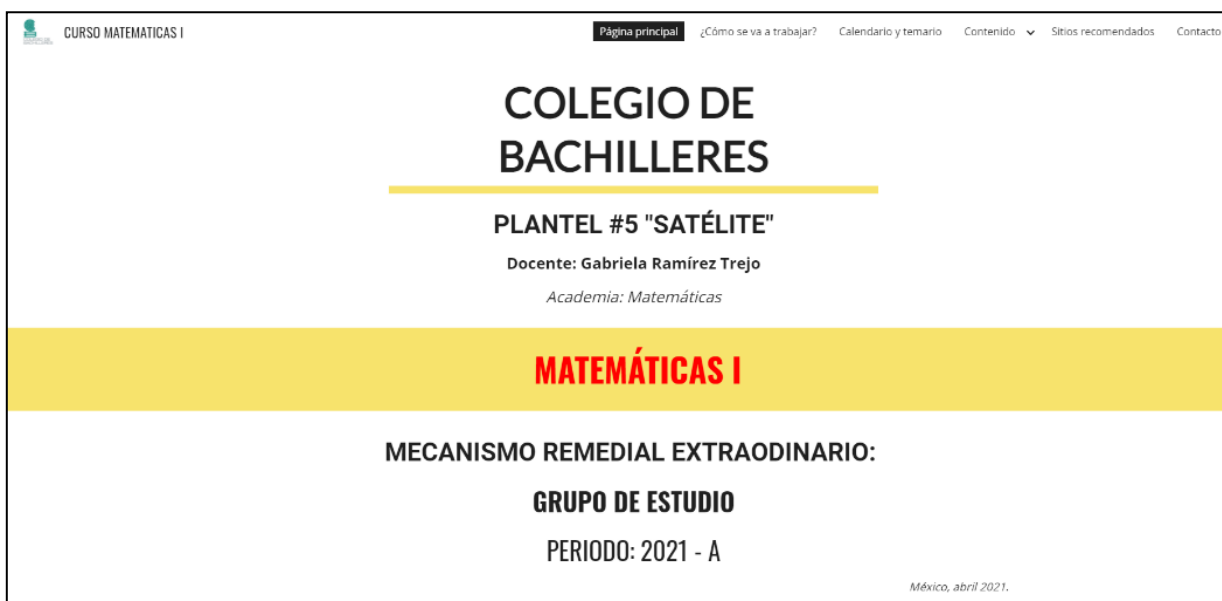 CURSO MATEMATICAS I
Página principal ¿Cómo se va a trabajar? Calendario y temario Contenido Sitios recomendados Contacto
COLEGIO DE
BACHILLERES
PLANTEL #5 "SATÉLITE"
Docente: Gabriela Ramírez Trejo
Academia: Matemáticas
MATEMÁTICAS I
MECANISMO REMEDIAL EXTRAODINARIO:
GRUPO DE ESTUDIO
PERIODO: 2021 - A
México, abril 2021.